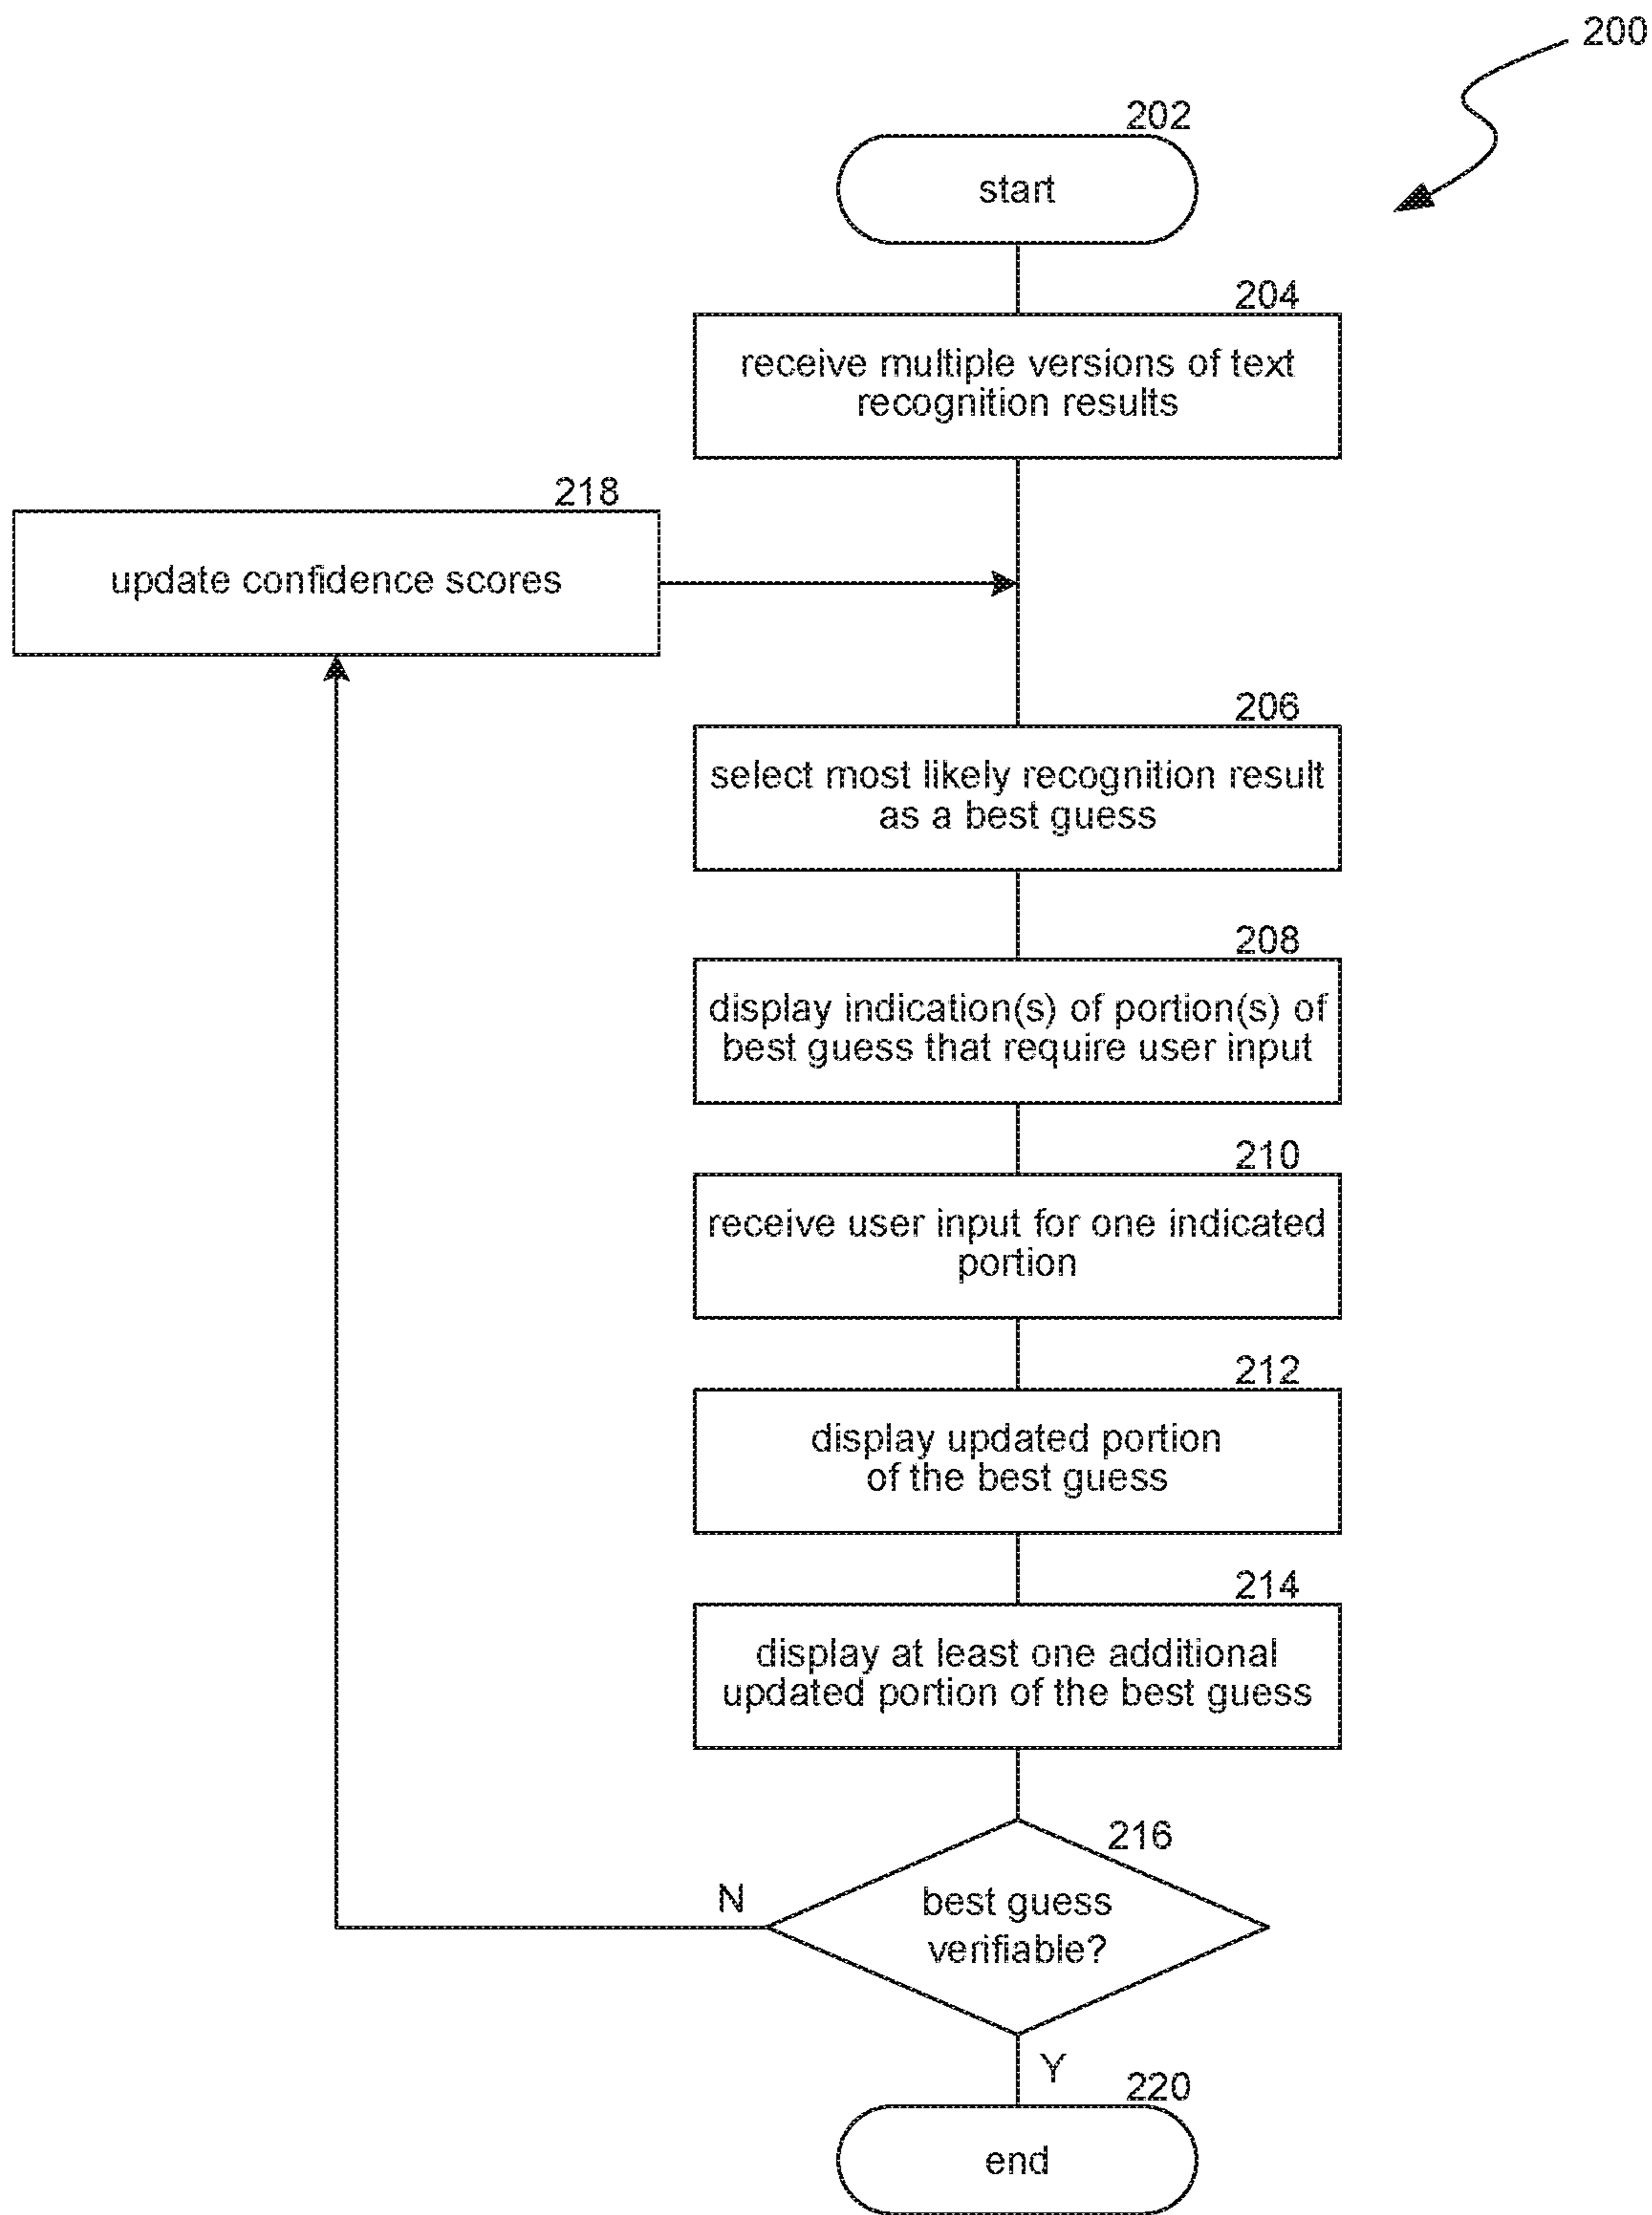 200
202
start
204
receive multiple versions of text
recognition results
218
update confidence scores
206
select most likely recognition result
as a best guess
208
display indication(s) of portion(s) of
best guess that require user input
210
receive user input for one indicated
portion
212
display updated portion
of the best guess
214
display at least one additional
updated portion of the best guess
216
N
best guess
verifiable?
Y
220
end